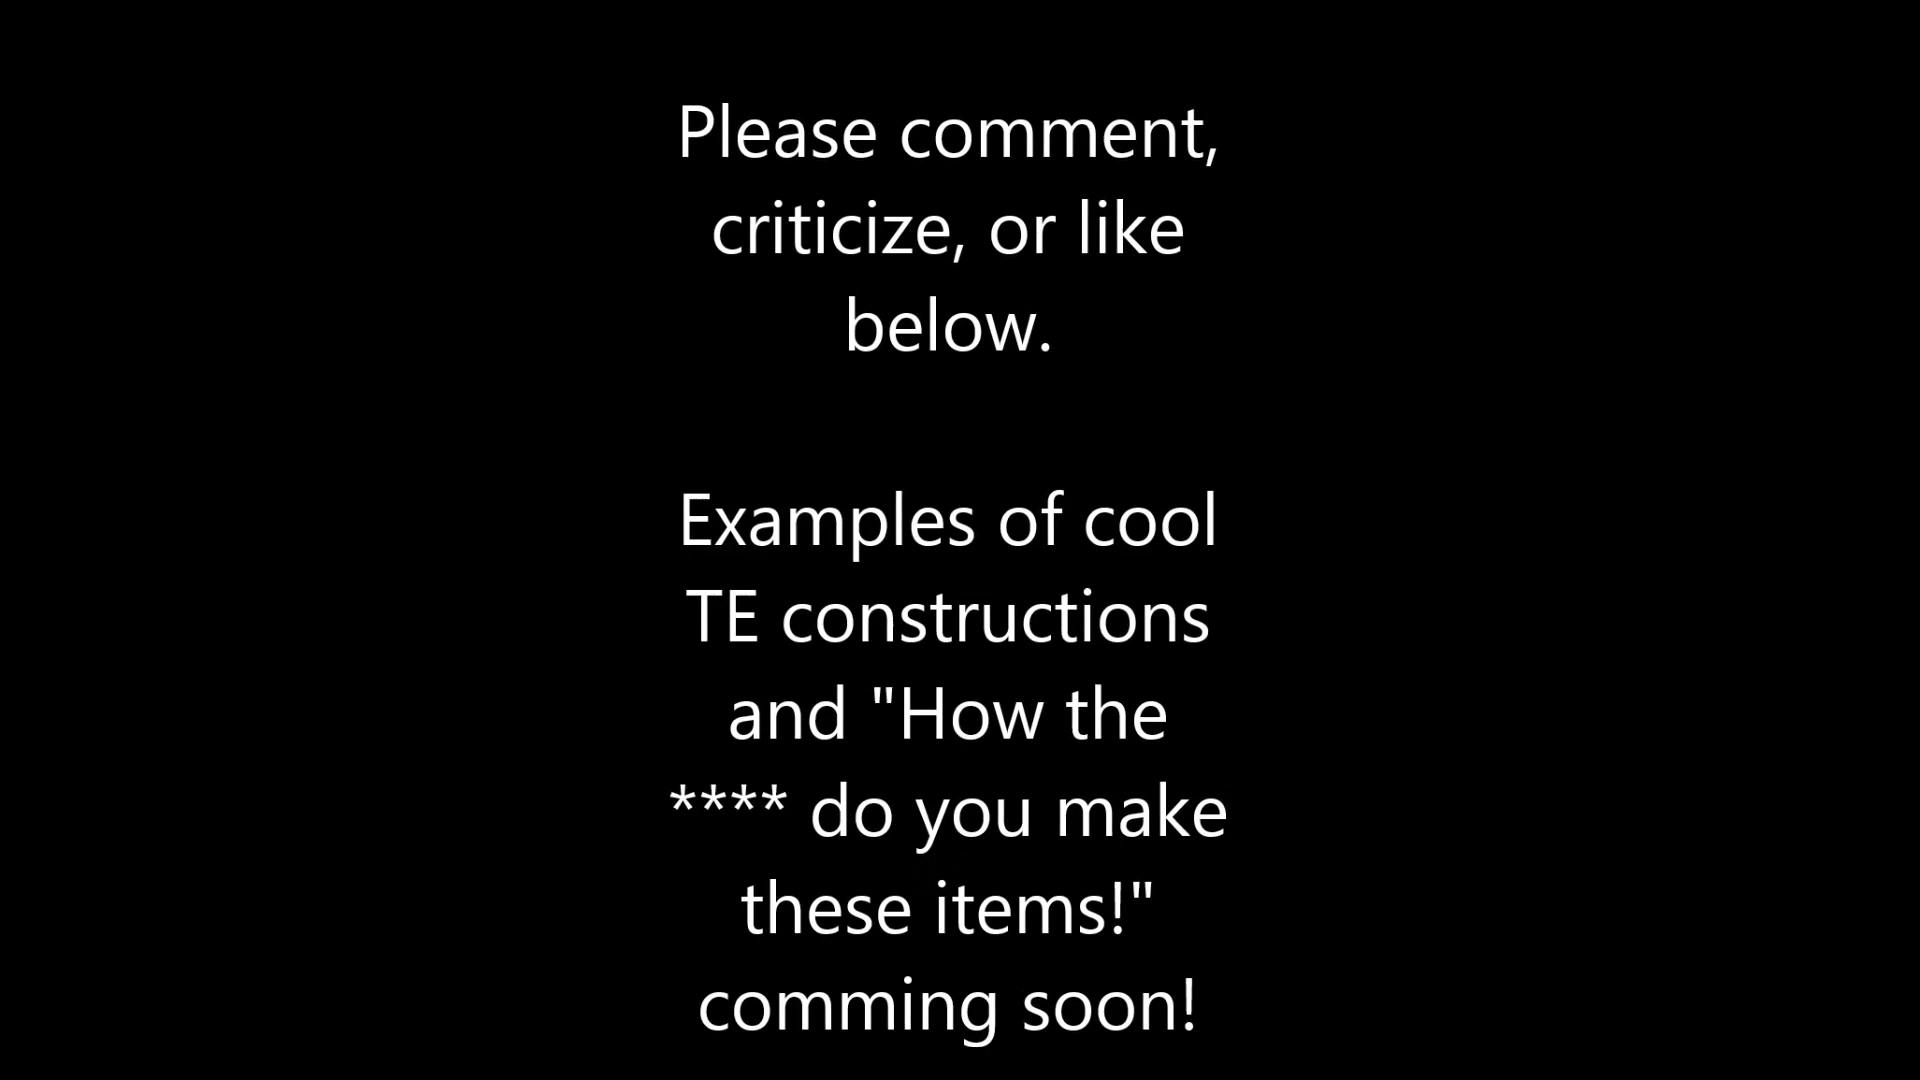 Please comment,
criticize, or like
below.
Examples of cool
TE constructions
and "How the
**** do you make
these items!"
comming soon!